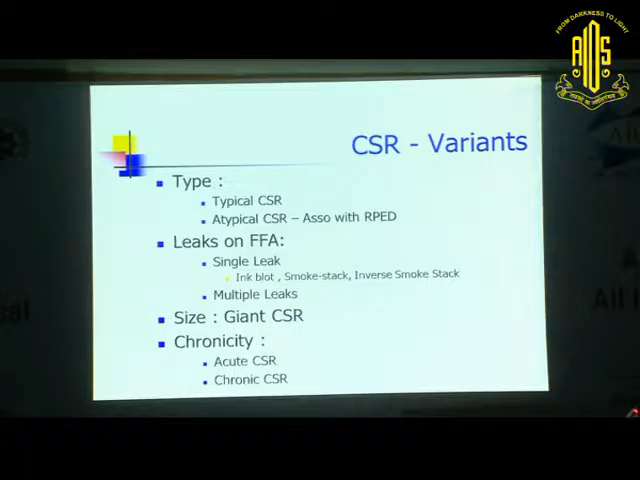 FROM DARKNESS TO LIGHT
AIOS
CSR - Variants
Type :
Typical CSR
Atypical CSR – Asso with RPED
Leaks on FFA:
Single Leak
Ink blot , Smoke-stack, Inverse Smoke Stack
Multiple Leaks
Size : Giant CSR
Chronicity :
Acute CSR
Chronic CSR